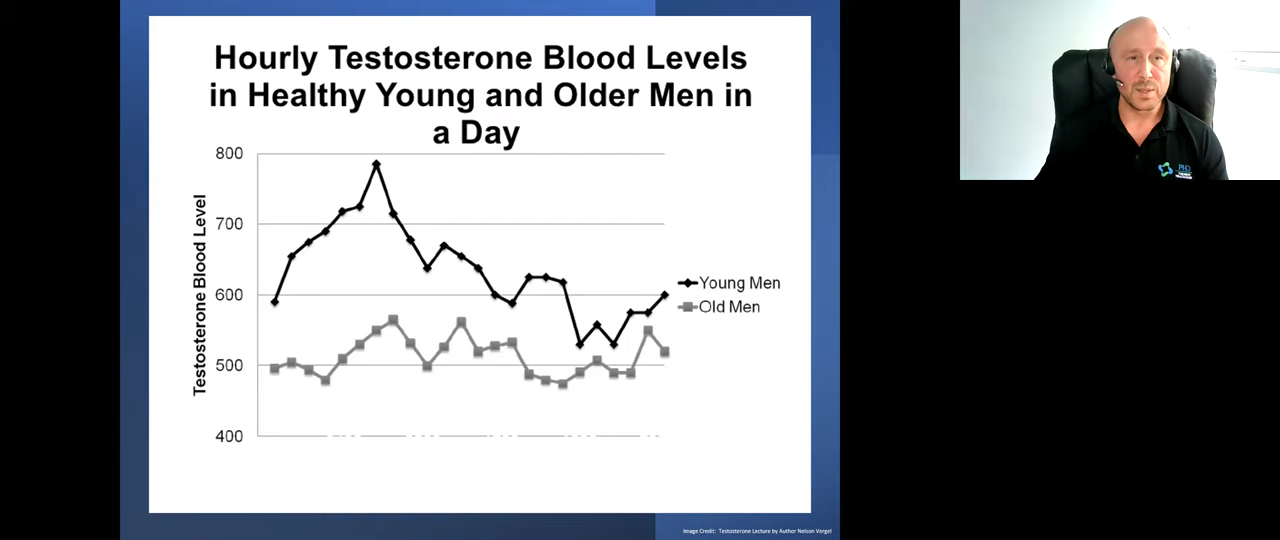 Hourly Testosterone Blood Levels
in Healthy Young and Older Men in
a Day
800
700
600
500
400
Testosterone Blood Level
Young Men
Old Men
PHD
Image Credit: Testosterone Lecture by Author Nelson Vergel